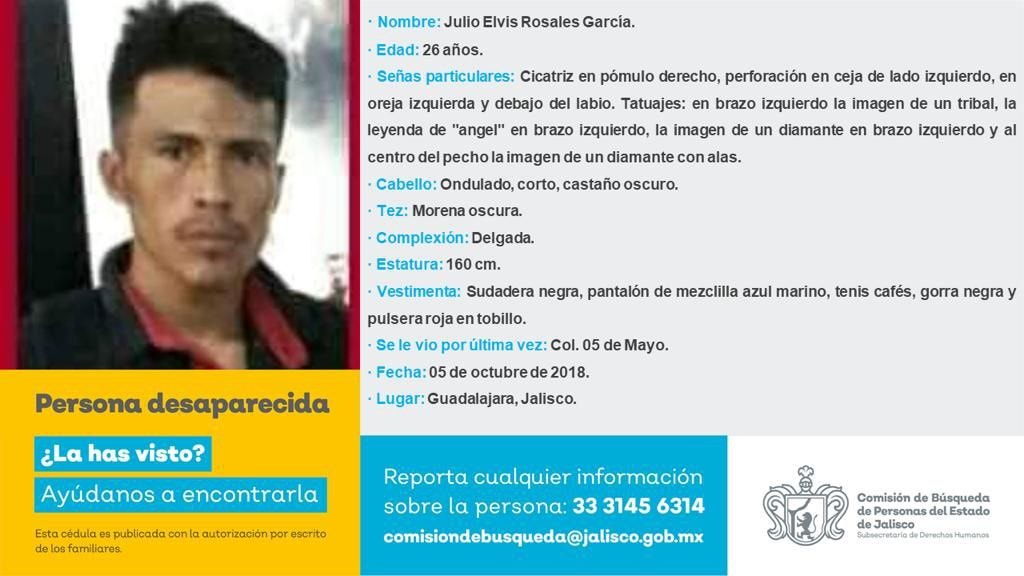 · Nombre: Julio Elvis Rosales García.
· Edad: 26 años.
· Señas particulares: Cicatriz en pómulo derecho, perforación en ceja de lado izquierdo, en
oreja izquierda y debajo del labio. Tatuajes: en brazo izquierdo la imagen de un tribal, la
leyenda de "angel" en brazo izquierdo, la imagen de un diamante en brazo izquierdo y al
centro del pecho la imagen de un diamante con alas.
· Cabello: Ondulado, corto, castaño oscuro.
· Tez: Morena oscura.
· Complexión: Delgada.
· Estatura: 160 cm.
· Vestimenta: Sudadera negra, pantalón de mezclilla azul marino, tenis cafés, gorra negra y
pulsera roja en tobillo.
· Se le vio por última vez: Col. 05 de Mayo.
· Fecha: 05 de octubre de 2018.
· Lugar: Guadalajara, Jalisco.
Persona desaparecida
¿La has visto?
Ayúdanos a encontrarla
Esta cédula es publicada con la autorización por escrito
de los familiares.
Reporta cualquier información
sobre la persona: 33 3145 6314
comisiondebusqueda@jalisco.gob.mx
Comisión de Búsqueda
de Personas del Estado
de Jalisco
Subsecretaría de Derechos Humanos